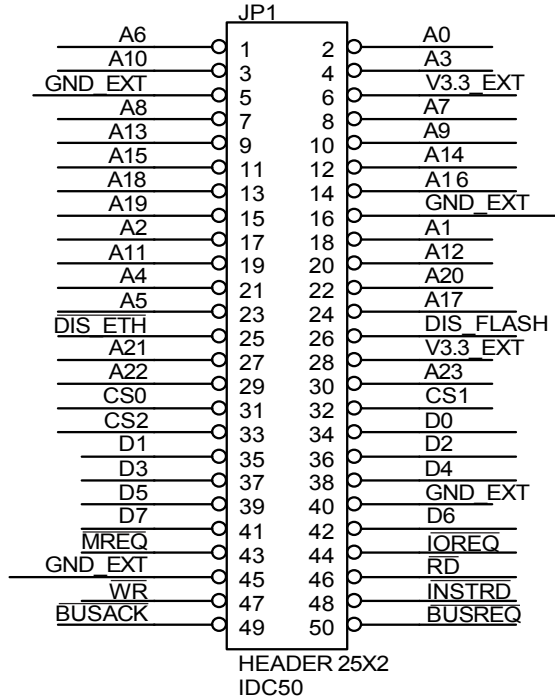 JP1
A6 1 2 A0
A10 3 4 A3
GND_EXT 5 6 V3.3_EXT
A8 7 8 A7
A13 9 10 A9
A15 11 12 A14
A18 13 14 A16
A19 15 16 GND_EXT
A2 17 18 A1
A11 19 20 A12
A4 21 22 A20
A5 23 24 A17
DIS_ETH 25 26 DIS_FLASH
A21 27 28 V3.3_EXT
A22 29 30 A23
CS0 31 32 CS1
CS2 33 34 D0
D1 35 36 D2
D3 37 38 D4
D5 39 40 GND_EXT
D7 41 42 D6
MREQ 43 44 IOREQ
GND_EXT 45 46 RD
WR 47 48 INSTRD
BUSACK 49 50 BUSREQ
HEADER 25X2
IDC50